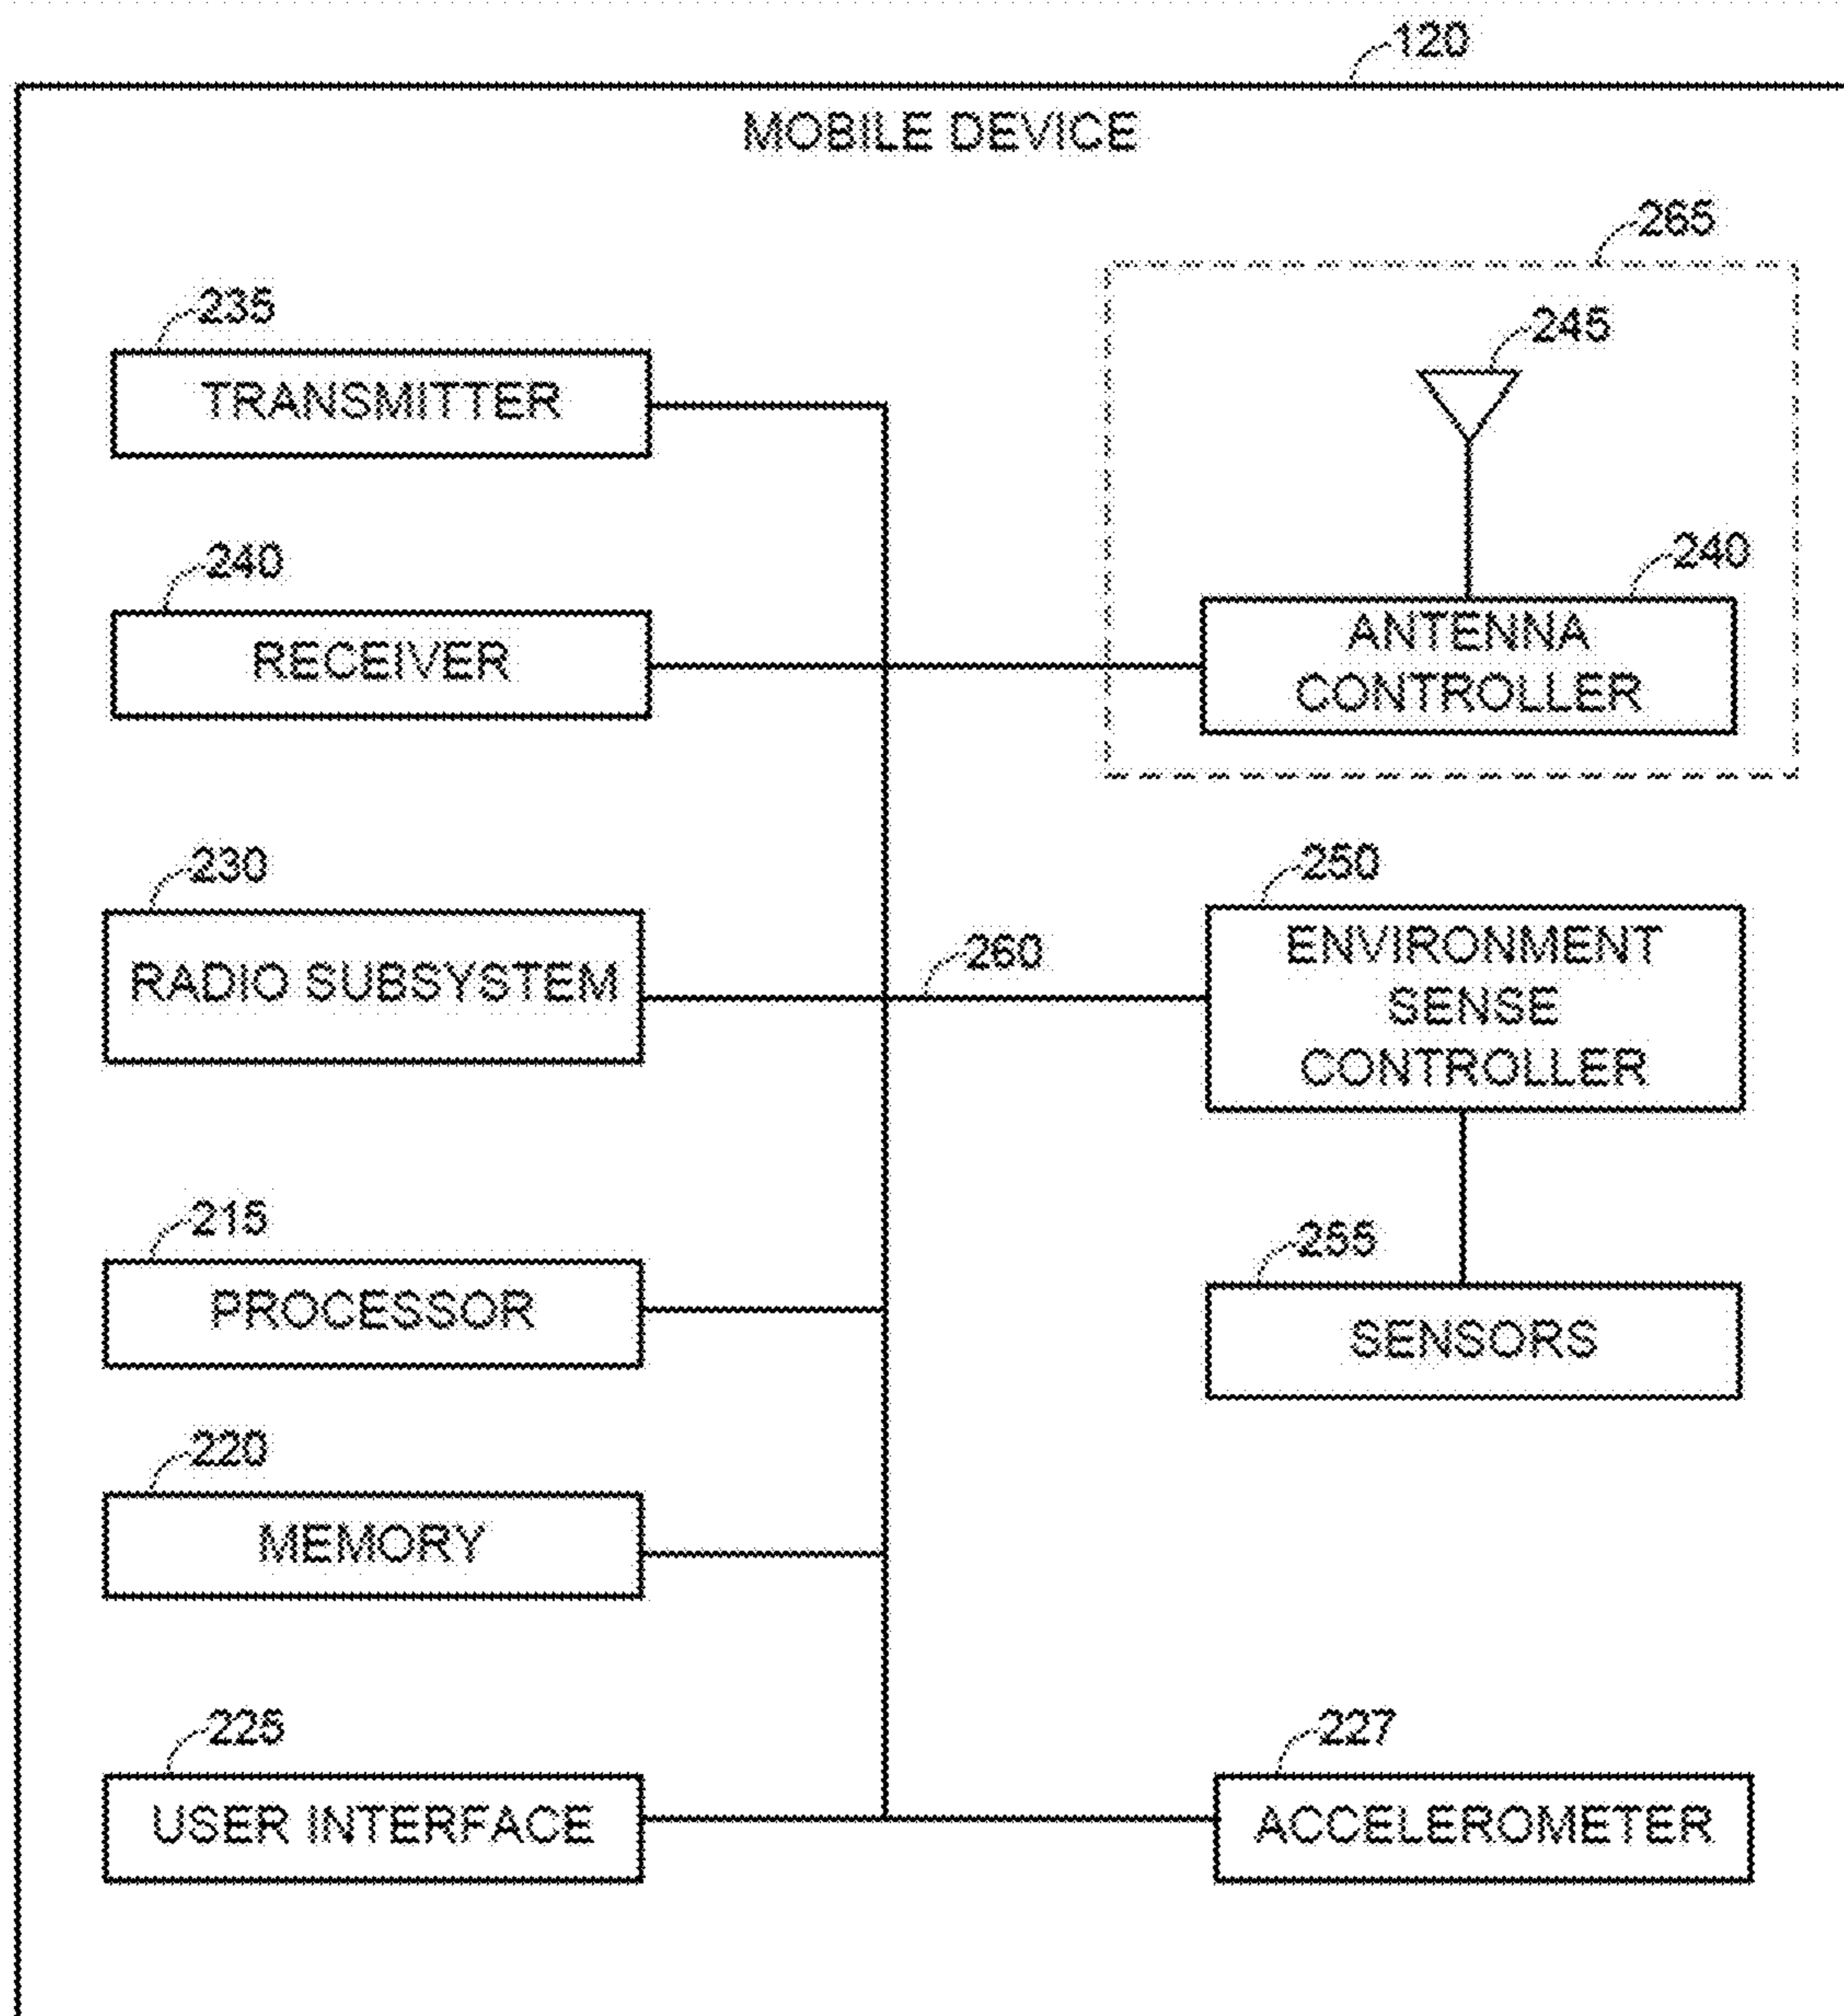 120
MOBILE DEVICE
265
235
245
TRANSMITTER
240
240
RECEIVER
ANTENNA
CONTROLLER
230
250
RADIO SUBSYSTEM
260
ENVIRONMENT
SENSE
CONTROLLER
215
255
PROCESSOR
SENSORS
220
MEMORY
225
227
USER INTERFACE
ACCELEROMETER